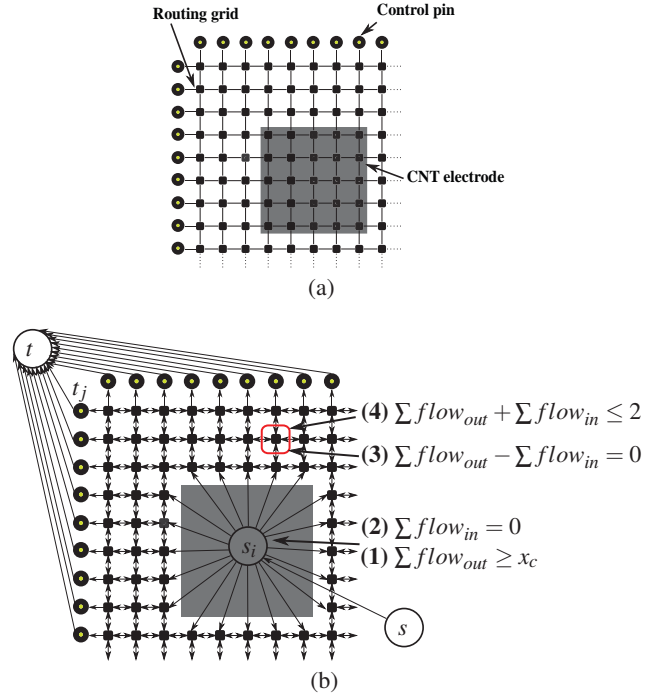 Routing grid
Control pin
CNT electrode
(a)
t
t_j
(4) ∑ flow_out + ∑ flow_in ≤ 2
(3) ∑ flow_out − ∑ flow_in = 0
(2) ∑ flow_in = 0
(1) ∑ flow_out ≥ x_c
s_i
s
(b)